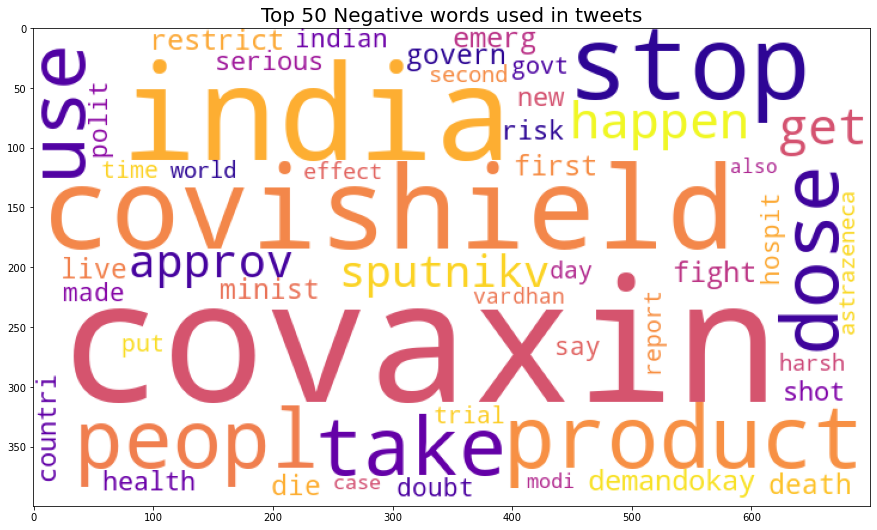 Top 50 Negative words used in tweets
0
50
100
150
200
250
300
350
0 100 200 300 400 500 600
restrict
indian
emerg
govern
serious
second
govt
stop
use
polit
india
new
risk
happen
get
time
world
effect
first
also
covishield
dose
hospit
astrazeneca
approv
live
made
minist
sputnikv
day
fight
vardhan
covaxin
put
say
report
harsh
shot
countri
peopl
take
trial
product
health
die
case
doubt
modi
demandokay
death